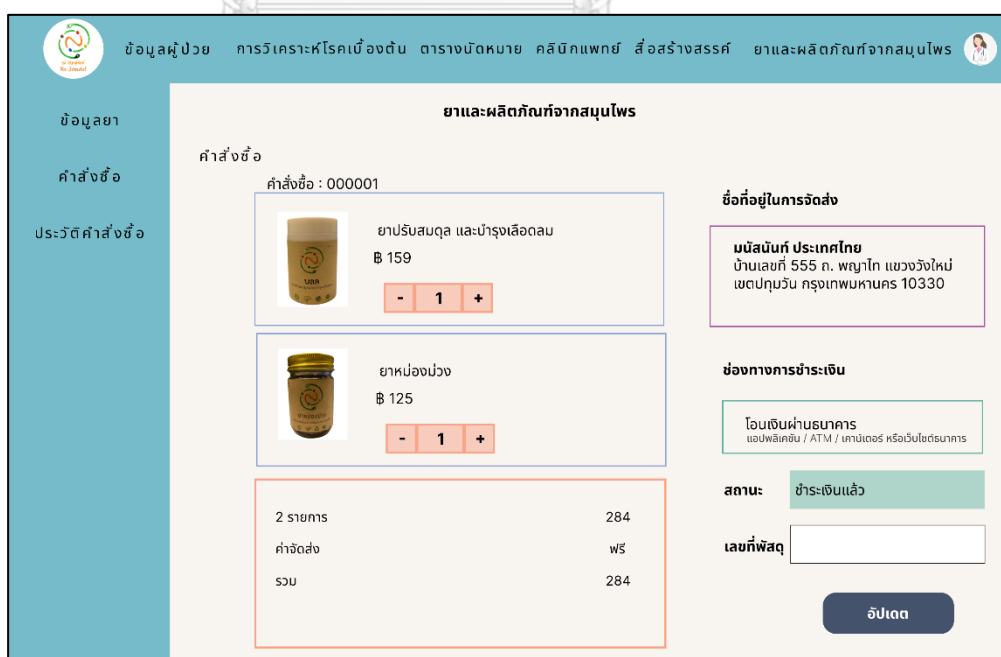 ข้อมูลผู้ป่วย การวิเคราะห์โรคเบื้องต้น ตารางนัดหมาย คลินิกแพทย์ สื่อสร้างสรรค์ ยาและผลิตภัณฑ์จากสมุนไพร
ข้อมูลยา
คำสั่งซื้อ
ประวัติคำสั่งซื้อ
ยาและผลิตภัณฑ์จากสมุนไพร
คำสั่งซื้อ
คำสั่งซื้อ : 000001
ยาปรับสมดุล และบำรุงเลือดลม
฿ 159
- 1 +
ยาหม่องม่วง
฿ 125
- 1 +
2 รายการ 284
ค่าจัดส่ง ฟรี
รวม 284
ชื่อที่อยู่ในการจัดส่ง
มนัสนันท์ ประเทศไทย
บ้านเลขที่ 555 ถ. พญาไท แขวงวังใหม่
เขตปทุมวัน กรุงเทพมหานคร 10330
ช่องทางการชำระเงิน
โอนเงินผ่านธนาคาร
แอปพลิเคชัน / ATM / เคาน์เตอร์ หรือเว็บไซต์ธนาคาร
สถานะ: ชำระเงินแล้ว
เลขที่พัสดุ
อัปเดต